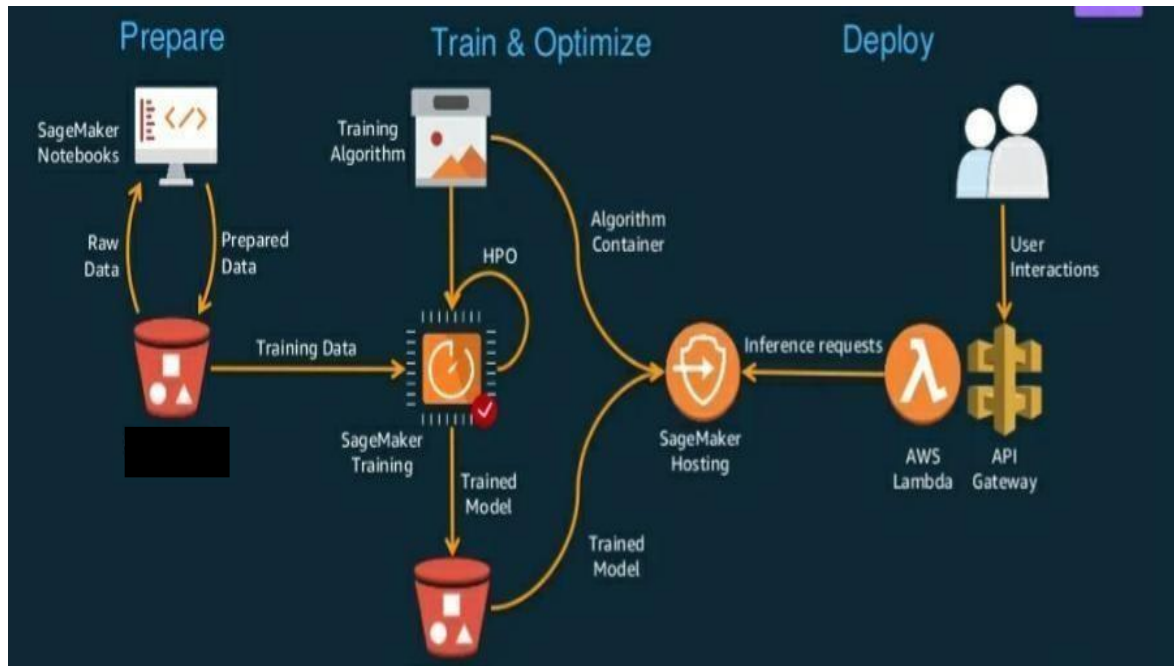 Prepare
Train & Optimize
Deploy
SageMaker
Notebooks
Training
Algorithm
Raw
Data
Prepared
Data
HPO
Algorithm
Container
User
Interactions
Training Data
Inference requests
SageMaker
Training
SageMaker
Hosting
AWS
Lambda
API
Gateway
Trained
Model
Trained
Model